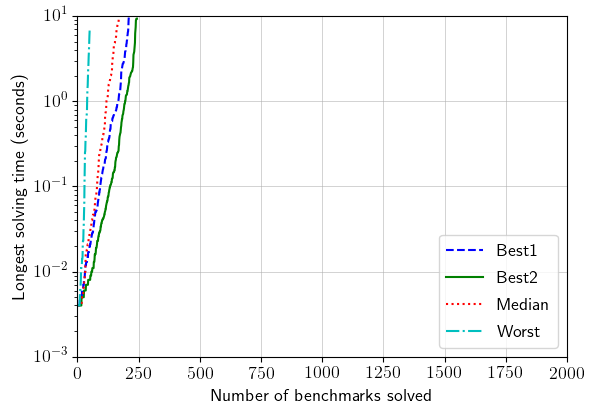 10^1
10^0
10^−1
10^−2
10^−3
Longest solving time (seconds)
Best1
Best2
Median
Worst
0 250 500 750 1000 1250 1500 1750 2000
Number of benchmarks solved